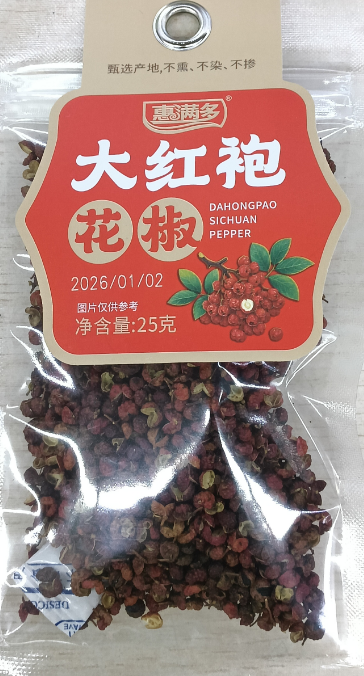 甄选产地,不熏、不染、不掺
惠满多®
大红袍
花椒
DAHONGPAO
SICHUAN
PEPPER
2026/01/02
图片仅供参考
净含量:25克